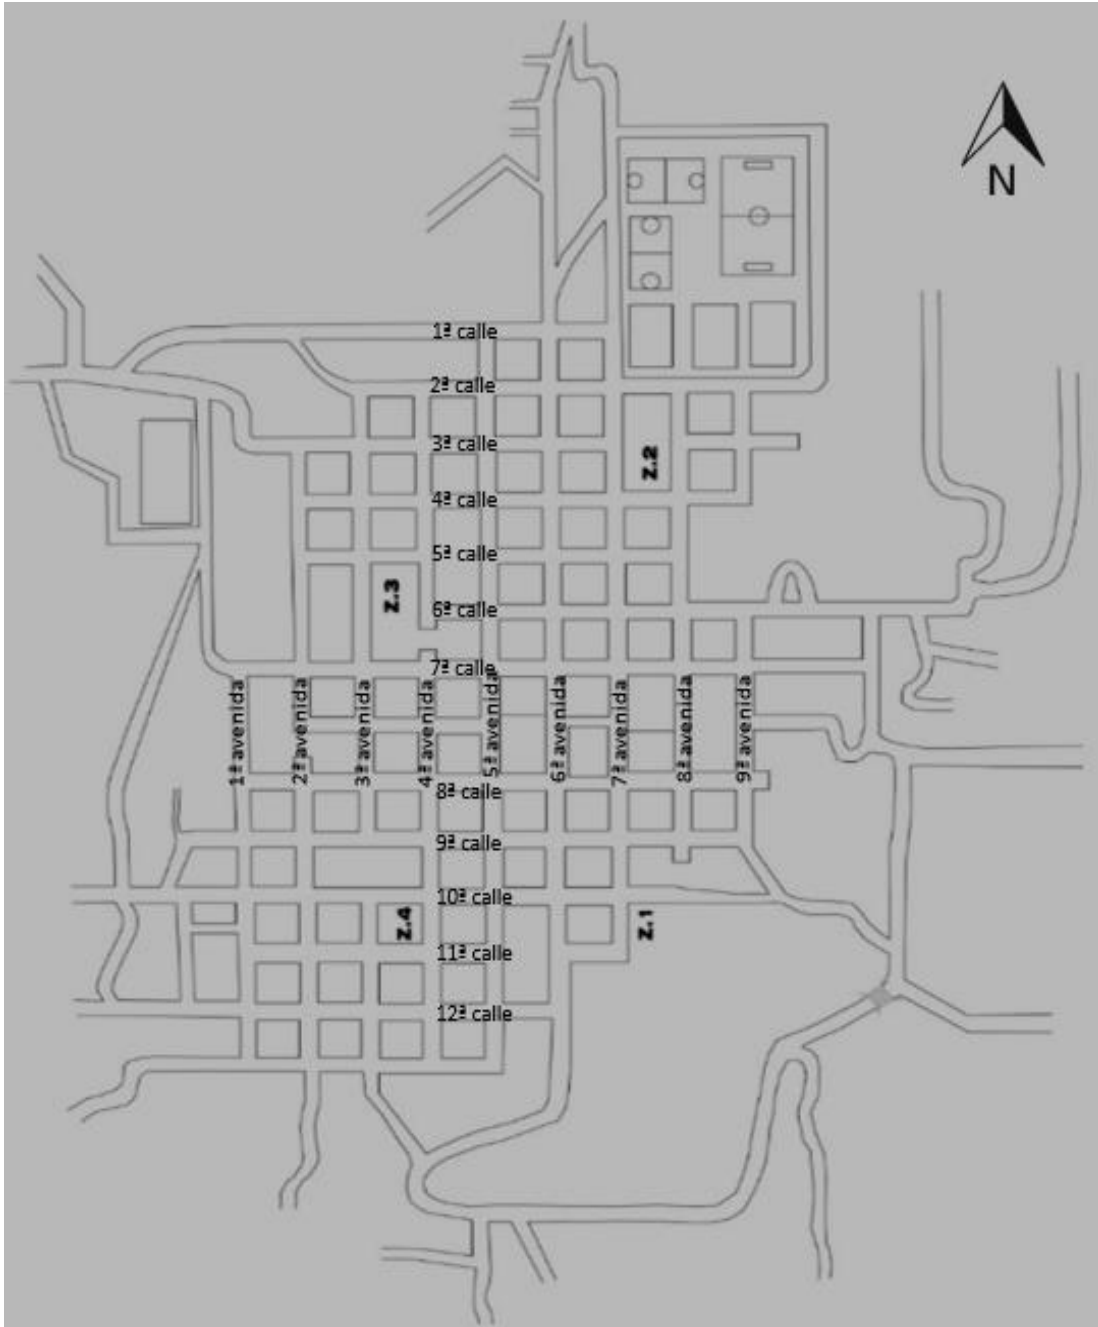 N
1ª calle
2ª calle
3ª calle
Z.2
4ª calle
5ª calle
Z.3
6ª calle
7ª calle
1ª avenida
2ª avenida
3ª avenida
4ª avenida
5ª avenida
6ª avenida
7ª avenida
8ª avenida
9ª avenida
8ª calle
9ª calle
10ª calle
Z.4
Z.1
11ª calle
12ª calle